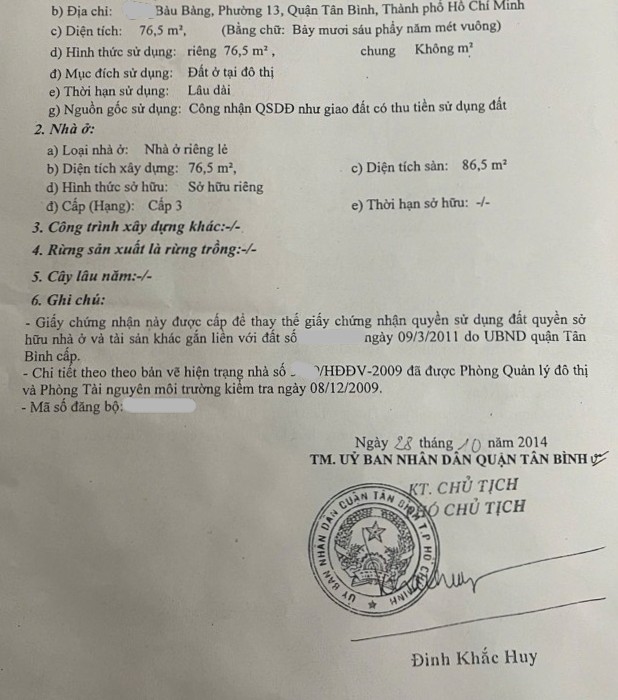 b) Địa chỉ: Bàu Bàng, Phường 13, Quận Tân Bình, Thành phố Hồ Chí Minh
c) Diện tích: 76,5 m², (Bằng chữ: Bảy mươi sáu phẩy năm mét vuông)
d) Hình thức sử dụng: riêng 76,5 m², chung Không m²
đ) Mục đích sử dụng: Đất ở tại đô thị
e) Thời hạn sử dụng: Lâu dài
g) Nguồn gốc sử dụng: Công nhận QSDĐ như giao đất có thu tiền sử dụng đất
2. Nhà ở:
a) Loại nhà ở: Nhà ở riêng lẻ
b) Diện tích xây dựng: 76,5 m², c) Diện tích sàn: 86,5 m²
d) Hình thức sở hữu: Sở hữu riêng
đ) Cấp (Hạng): Cấp 3 e) Thời hạn sở hữu: -/-
3. Công trình xây dựng khác:-/-
4. Rừng sản xuất là rừng trồng:-/-
5. Cây lâu năm:-/-
6. Ghi chú:
- Giấy chứng nhận này được cấp để thay thế giấy chứng nhận quyền sử dụng đất quyền sở
hữu nhà ở và tài sản khác gắn liền với đất số ngày 09/3/2011 do UBND quận Tân
Bình cấp.
- Chi tiết theo theo bản vẽ hiện trạng nhà số /HĐĐV-2009 đã được Phòng Quản lý đô thị
và Phòng Tài nguyên môi trường kiểm tra ngày 08/12/2009.
- Mã số đăng bộ:
Ngày 28 tháng 10 năm 2014
TM. UỶ BAN NHÂN DÂN QUẬN TÂN BÌNH
KT. CHỦ TỊCH
PHÓ CHỦ TỊCH
ỦY BAN NHÂN DÂN QUẬN TÂN BÌNH T.P HỒ CHÍ MINH
Đinh Khắc Huy